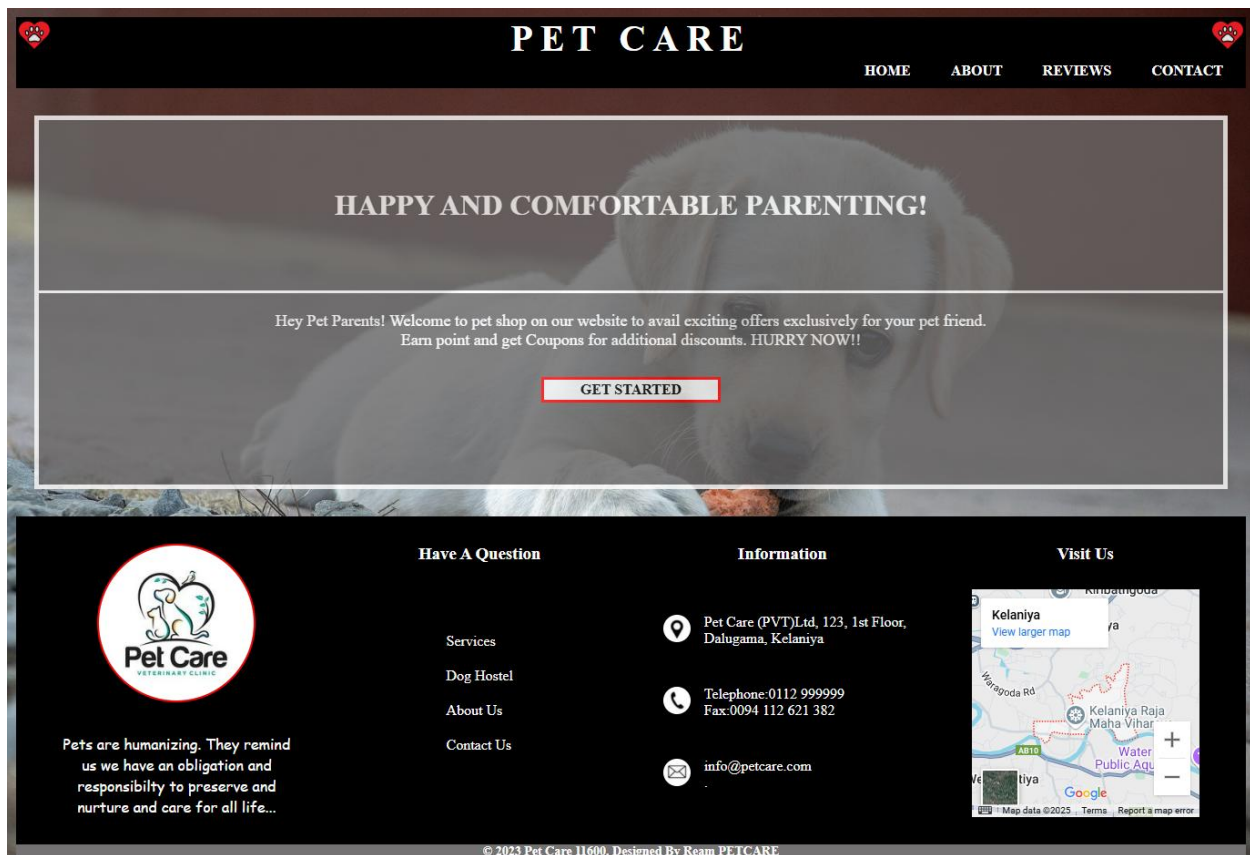 PET CARE
HOME ABOUT REVIEWS CONTACT
HAPPY AND COMFORTABLE PARENTING!
Hey Pet Parents! Welcome to pet shop on our website to avail exciting offers exclusively for your pet friend.
Earn point and get Coupons for additional discounts. HURRY NOW!!
GET STARTED
Pet Care
VETERINARY CLINIC
Pets are humanizing. They remind
us we have an obligation and
responsibilty to preserve and
nurture and care for all life...
Have A Question
Services
Dog Hostel
About Us
Contact Us
Information
Pet Care (PVT)Ltd, 123, 1st Floor,
Dalugama, Kelaniya
Telephone:0112 999999
Fax:0094 112 621 382
info@petcare.com
.
Visit Us
Kelaniya
View larger map
Waragoda Rd
Kelaniya Raja
Maha Vihar
AB10
Water
Public Aqu
tiya
Google
Map data ©2025 Terms Report a map error
© 2023 Pet Care 11600. Designed By Ream PETCARE